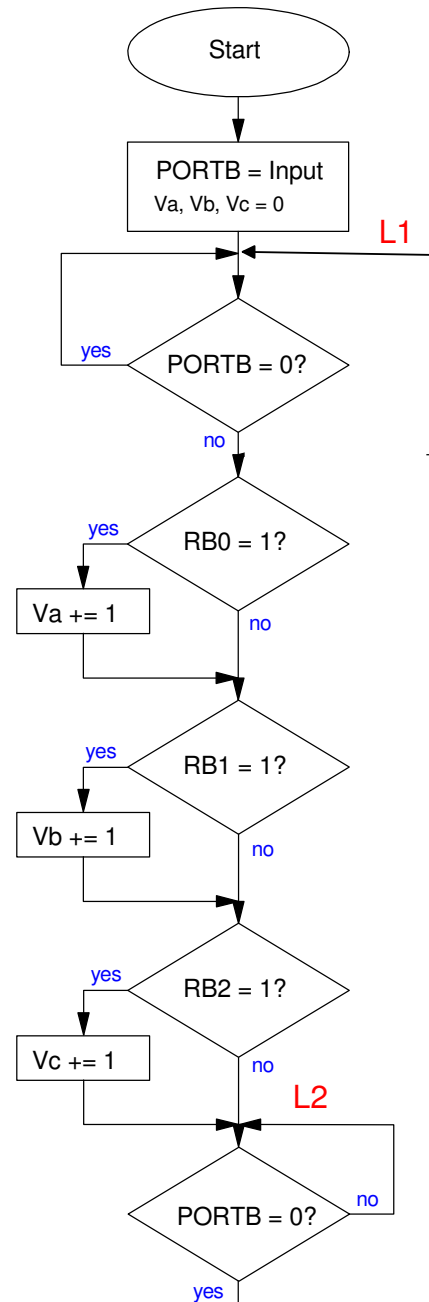 Start
PORTB = Input
Va, Vb, Vc = 0
L1
yes
PORTB = 0?
no
yes
RB0 = 1?
Va += 1
no
yes
RB1 = 1?
Vb += 1
no
yes
RB2 = 1?
Vc += 1
no
L2
PORTB = 0?
no
yes